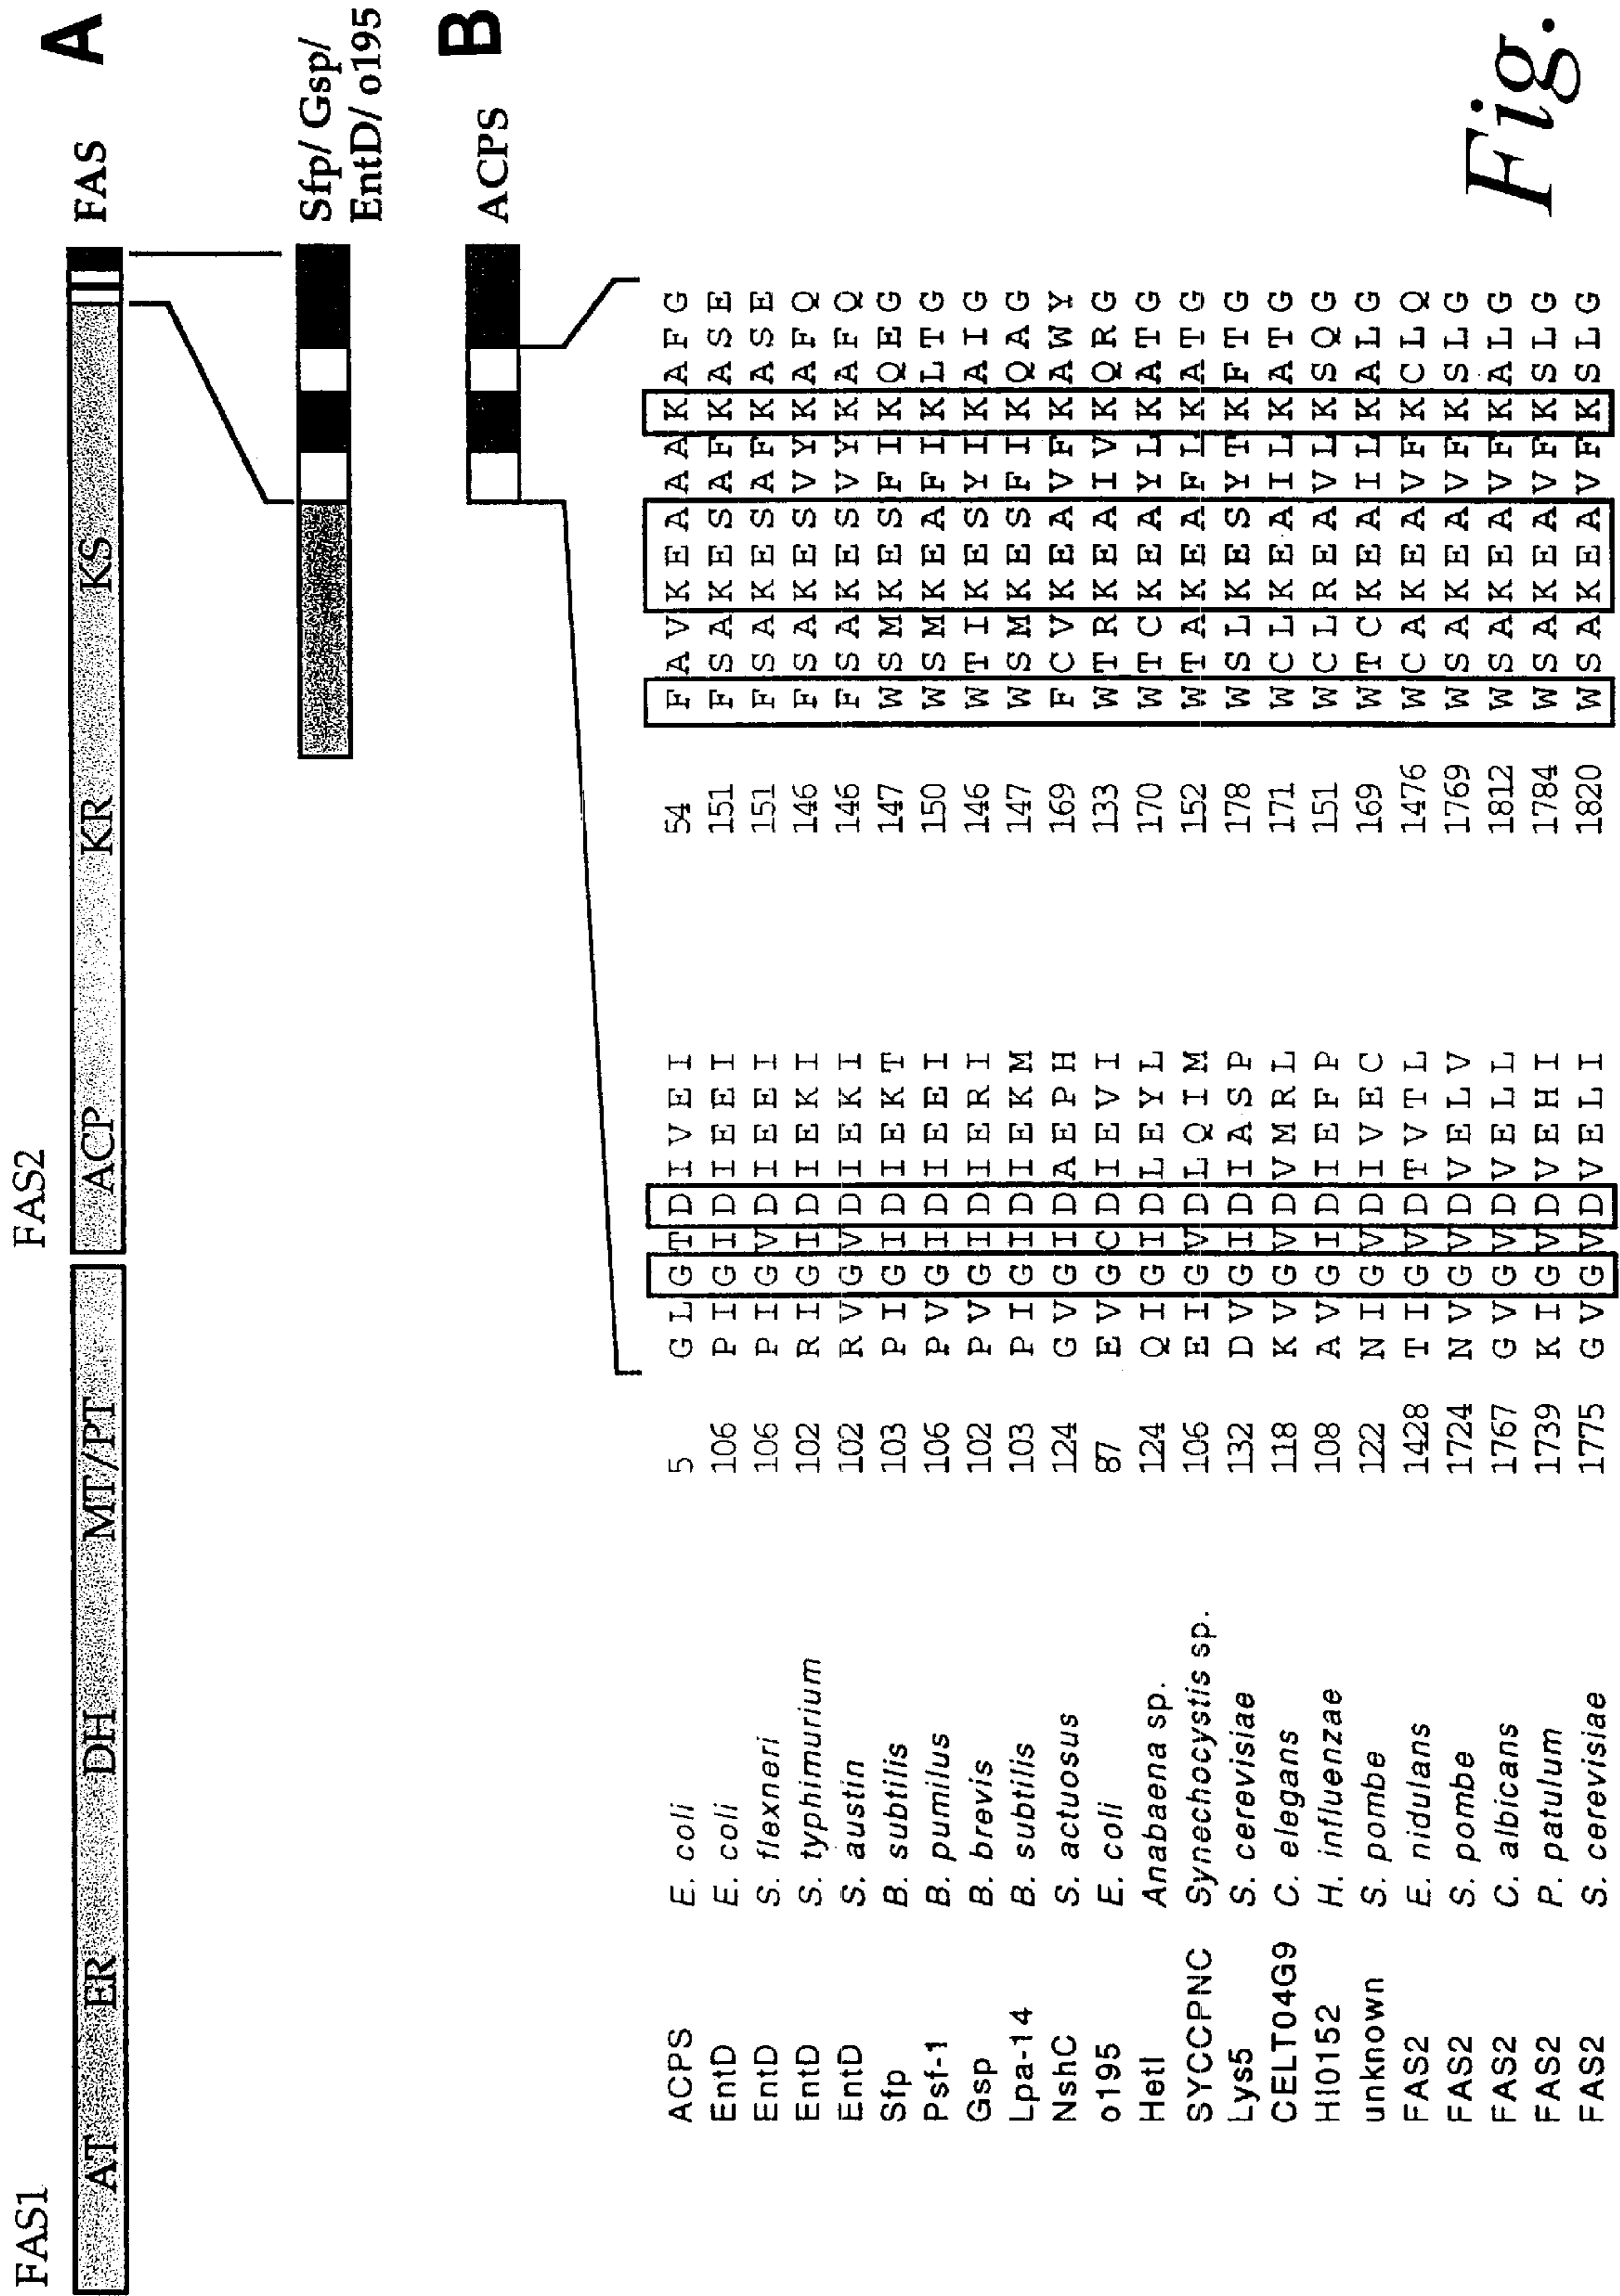 FAS1
FAS2
AT ER DH MT/PT
ACP KR KS
FAS
A
Sfp/ Gsp/
EntD/ o195
ACPS
B
ACPS E. coli 5 G L G T D I V E I 54 F A V K E A A A K A F G
EntD E. coli 106 P I G I D I E E I 151 F S A K E S A F K A S E
EntD S. flexneri 106 P I G V D I E E I 151 F S A K E S A F K A S E
EntD S. typhimurium 102 R I G I D I E K I 146 F S A K E S V Y K A F Q
EntD S. austin 102 R V G V D I E K I 146 F S A K E S V Y K A F Q
Sfp B. subtilis 103 P I G I D I E K T 147 W S M K E S F I K Q E G
Psf-1 B. pumilus 106 P V G I D I E E I 150 W S M K E A F I K L T G
Gsp B. brevis 102 P V G I D I E R I 146 W T I K E S Y I K A I G
Lpa-14 B. subtilis 103 P I G I D I E K M 147 W S M K E S F I K Q A G
NshC S. actuosus 124 G V G I D A E P H 169 F C V K E A V F K A W Y
o195 E. coli 87 E V G C D I E V I 133 W T R K E A I V K Q R G
HetI Anabaena sp. 124 Q I G I D L E Y L 170 W T C K E A Y L K A T G
SYCCPNC Synechocystis sp. 106 E I G V D L Q I M 152 W T A K E A F L K A T G
Lys5 S. cerevisiae 132 D V G I D I A S P 178 W S L K E S Y T K F T G
CELT04G9 C. elegans 118 K V G V D V M R L 171 W C L K E A I L K A T G
HI0152 H. influenzae 108 A V G I D I E F P 151 W C L R E A V L K S Q G
unknown S. pombe 122 N I G V D I V E C 169 W T C K E A I L K A L G
FAS2 E. nidulans 1428 T I G V D T V T L 1476 W C A K E A V F K C L Q
FAS2 S. pombe 1724 N V G V D V E L V 1769 W S A K E A V F K S L G
FAS2 C. albicans 1767 G V G V D V E L L 1812 W S A K E A V F K A L G
FAS2 P. patulum 1739 K I G V D V E H I 1784 W S A K E A V F K S L G
FAS2 S. cerevisiae 1775 G V G V D V E L I 1820 W S A K E A V F K S L G
Fig.